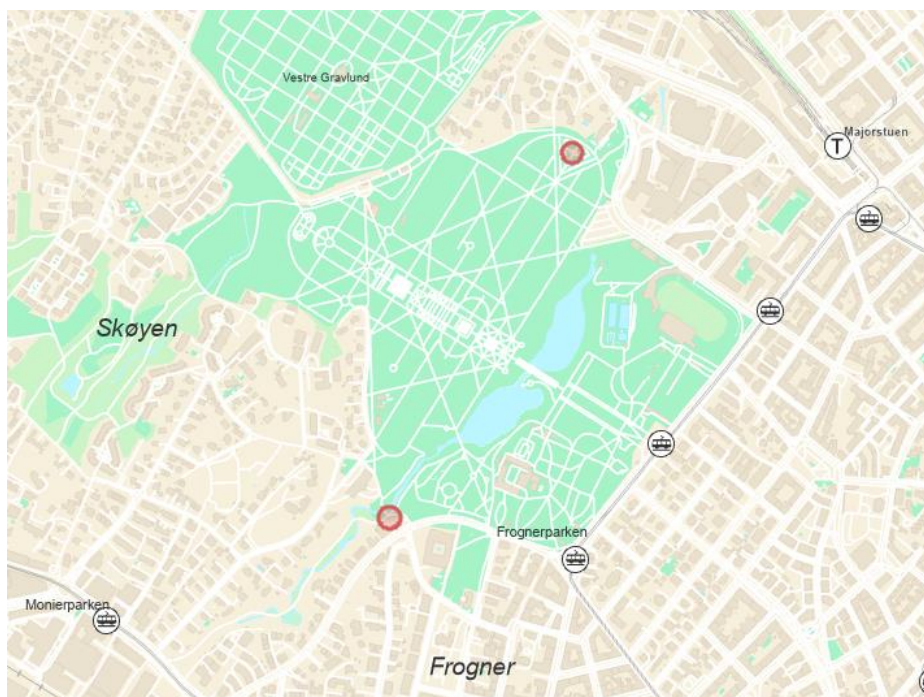 Vestre Gravlund
T
Majorstuen
Skøyen
Frognerparken
Monierparken
Frogner